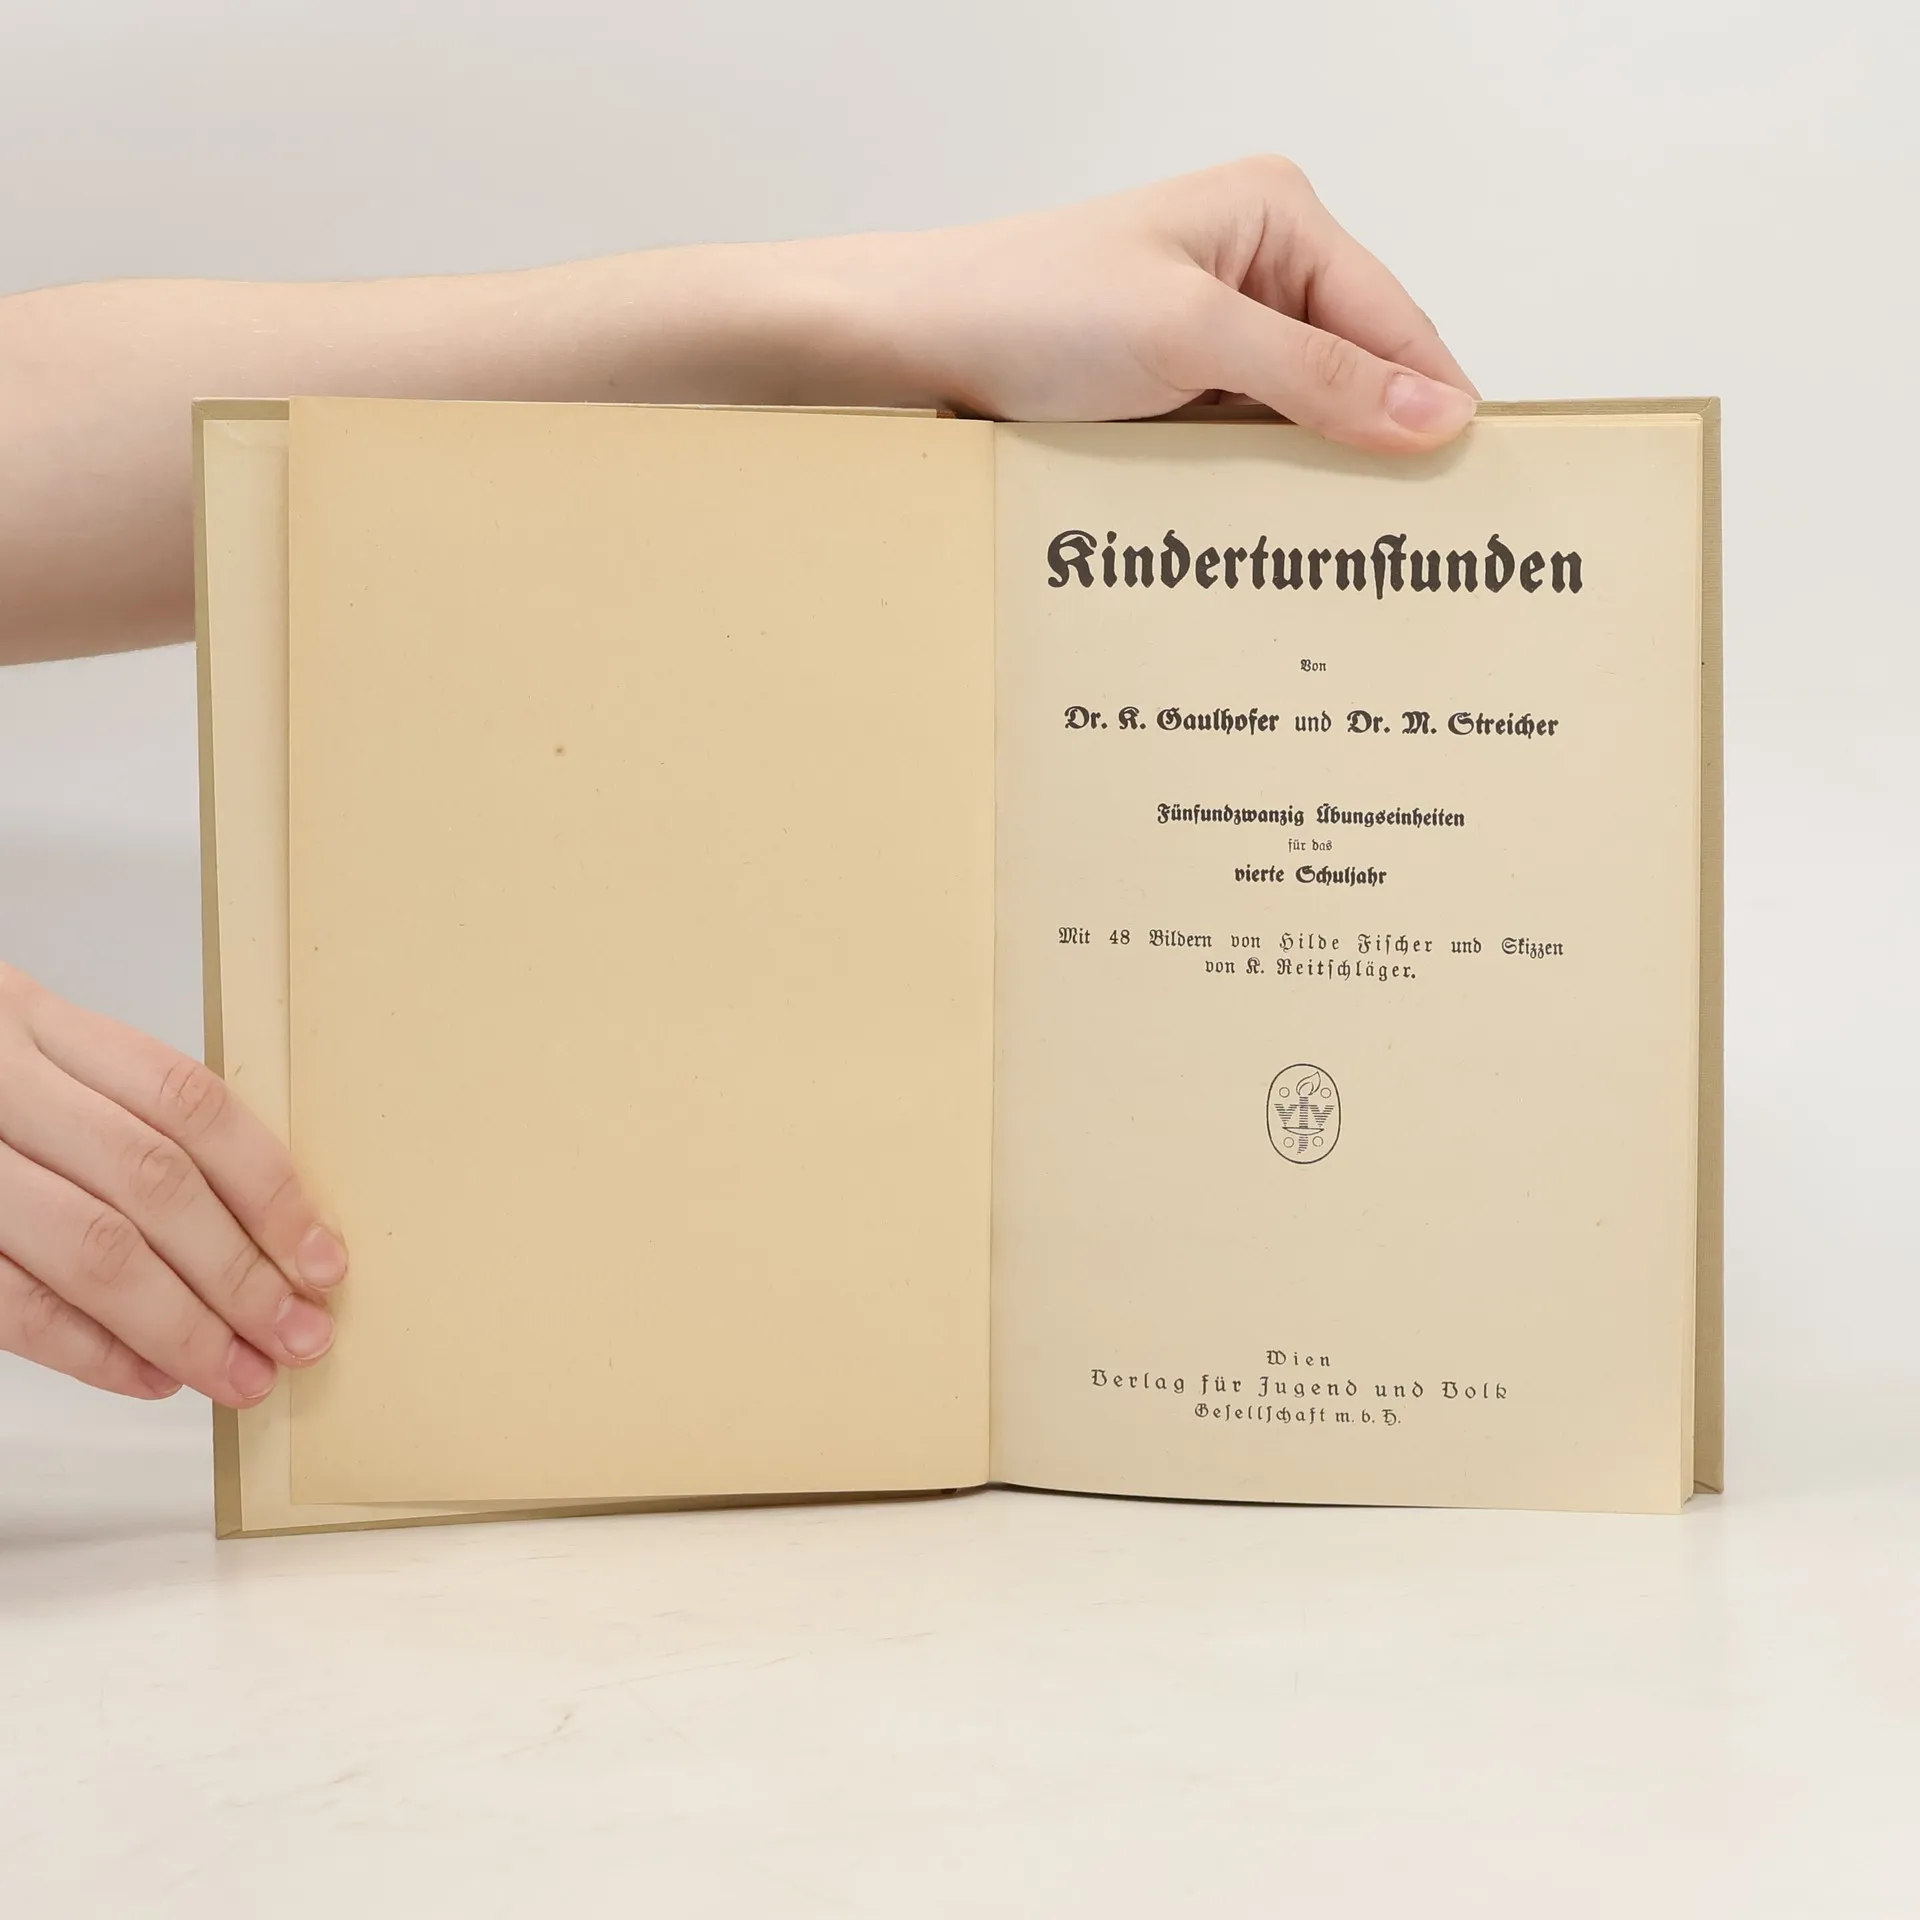 Kinderturnstunden
Von
Dr. K. Gaulhofer und Dr. M. Streicher
Fünfundzwanzig Übungseinheiten
für das
vierte Schuljahr
Mit 48 Bildern von Hilde Fischer und Skizzen
von K. Reitschläger.
VJV
Wien
Verlag für Jugend und Volk
Gesellschaft m. b. H.